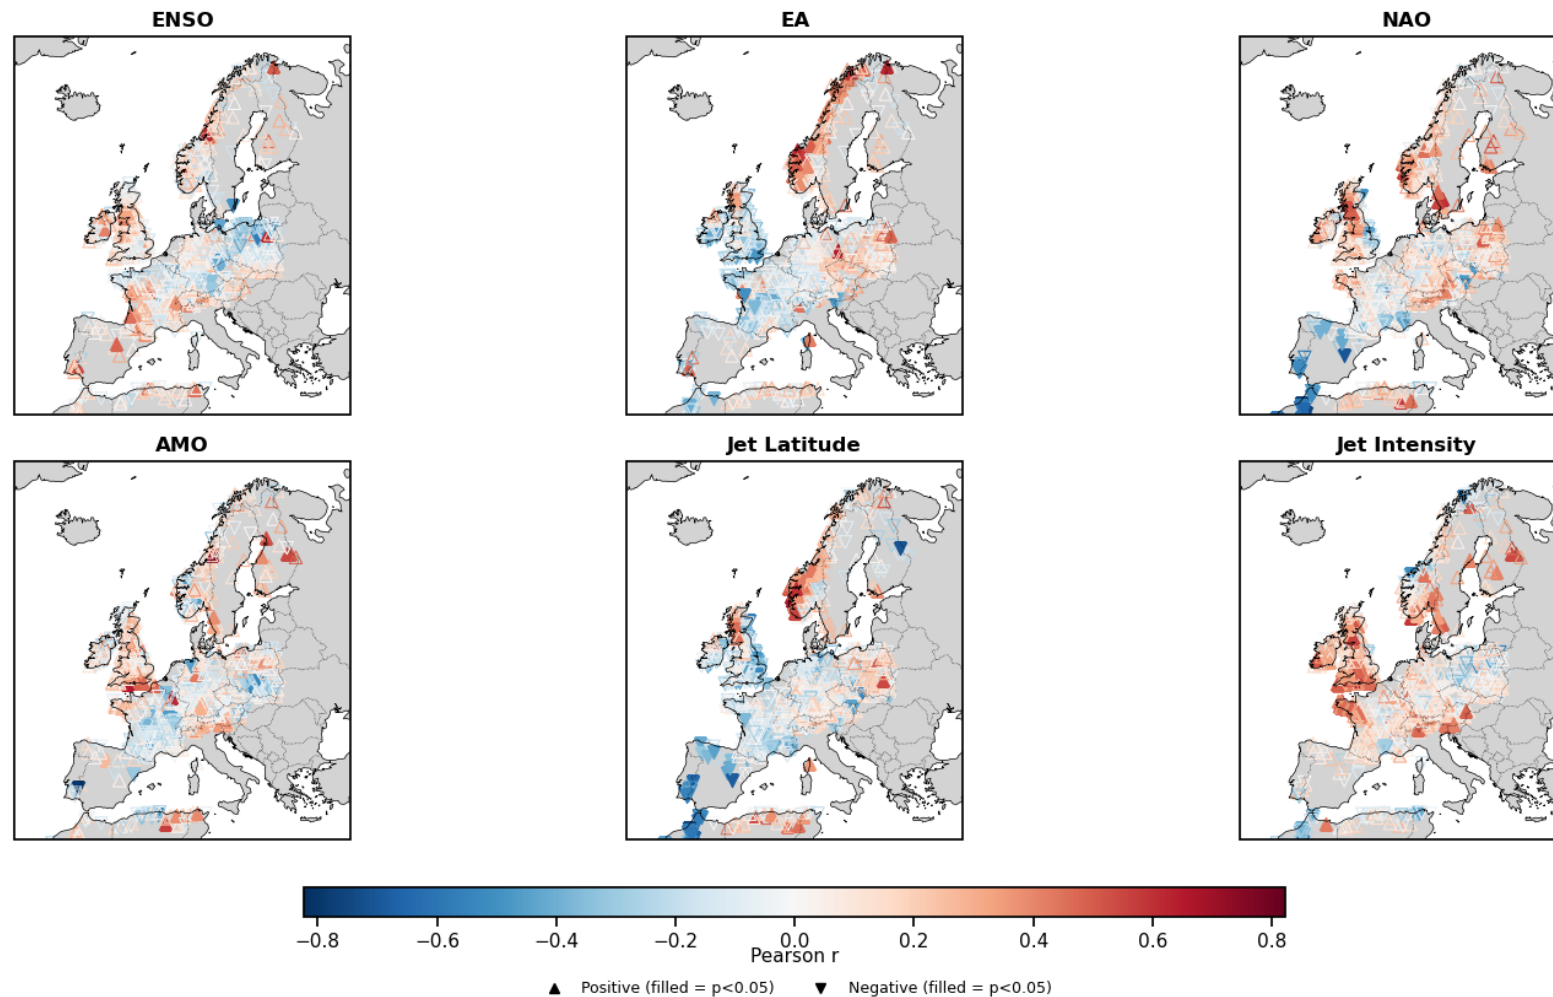 ENSO
EA
NAO
AMO
Jet Latitude
Jet Intensity
−0.8 −0.6 −0.4 −0.2 0.0 0.2 0.4 0.6 0.8
Pearson r
▲ Positive (filled = p<0.05) ▼ Negative (filled = p<0.05)